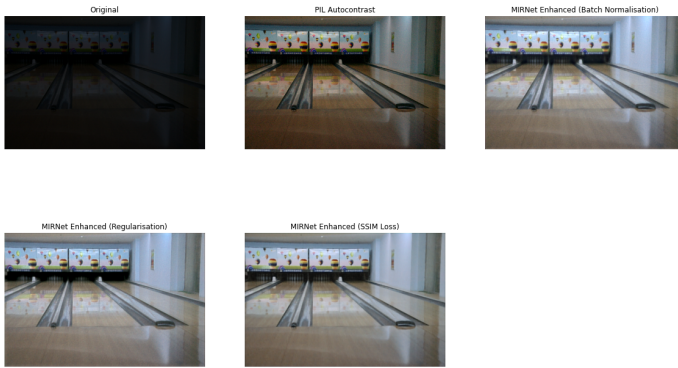 Original
PIL Autocontrast
MIRNet Enhanced (Batch Normalisation)
MIRNet Enhanced (Regularisation)
MIRNet Enhanced (SSIM Loss)